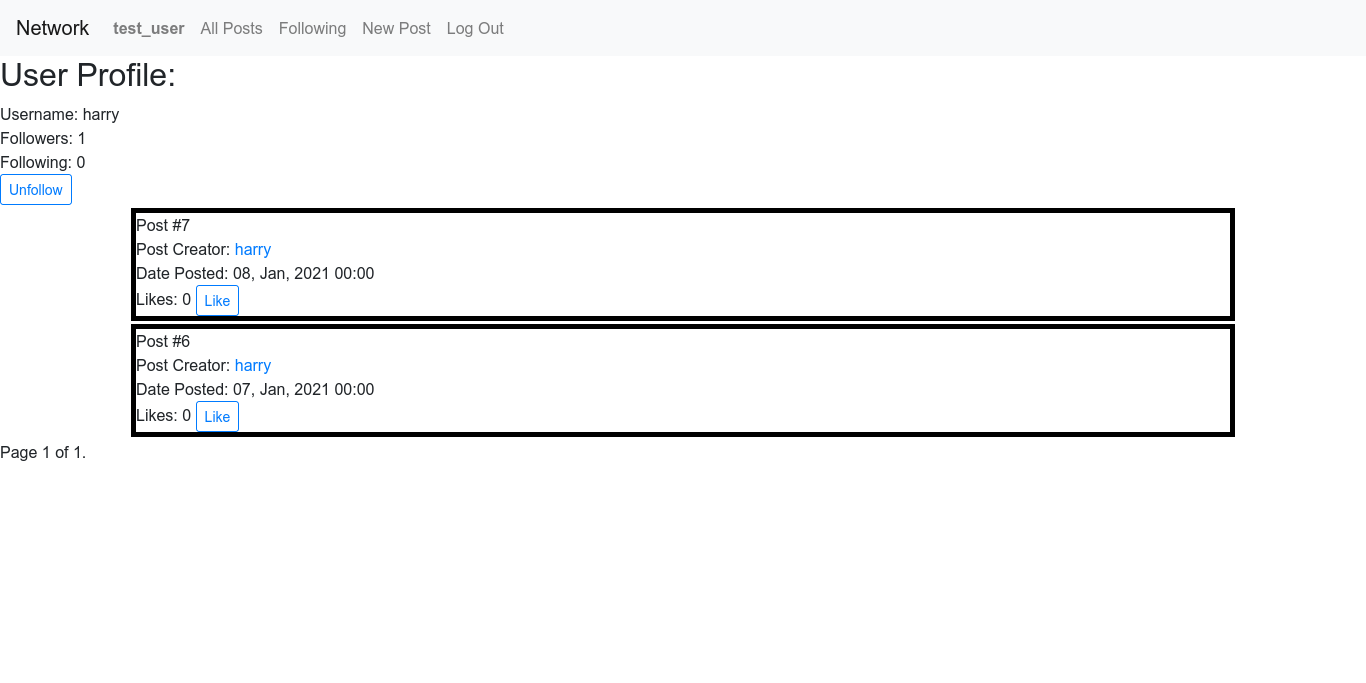 Network test_user All Posts Following New Post Log Out
User Profile:
Username: harry
Followers: 1
Following: 0
Unfollow
Post #7
Post Creator: harry
Date Posted: 08, Jan, 2021 00:00
Likes: 0 Like
Post #6
Post Creator: harry
Date Posted: 07, Jan, 2021 00:00
Likes: 0 Like
Page 1 of 1.